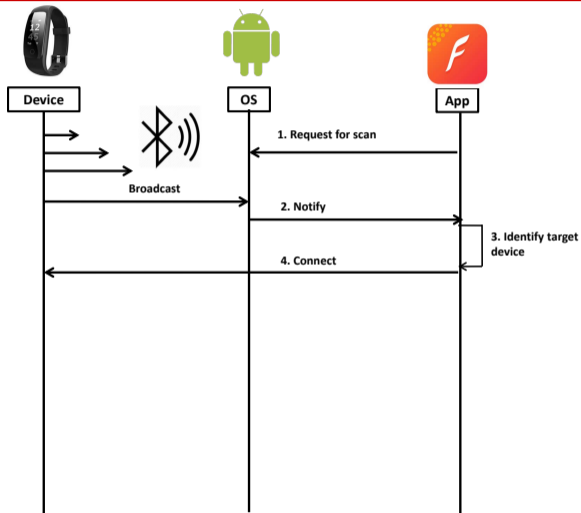 Device
OS
App
1. Request for scan
Broadcast
2. Notify
3. Identify target
device
4. Connect